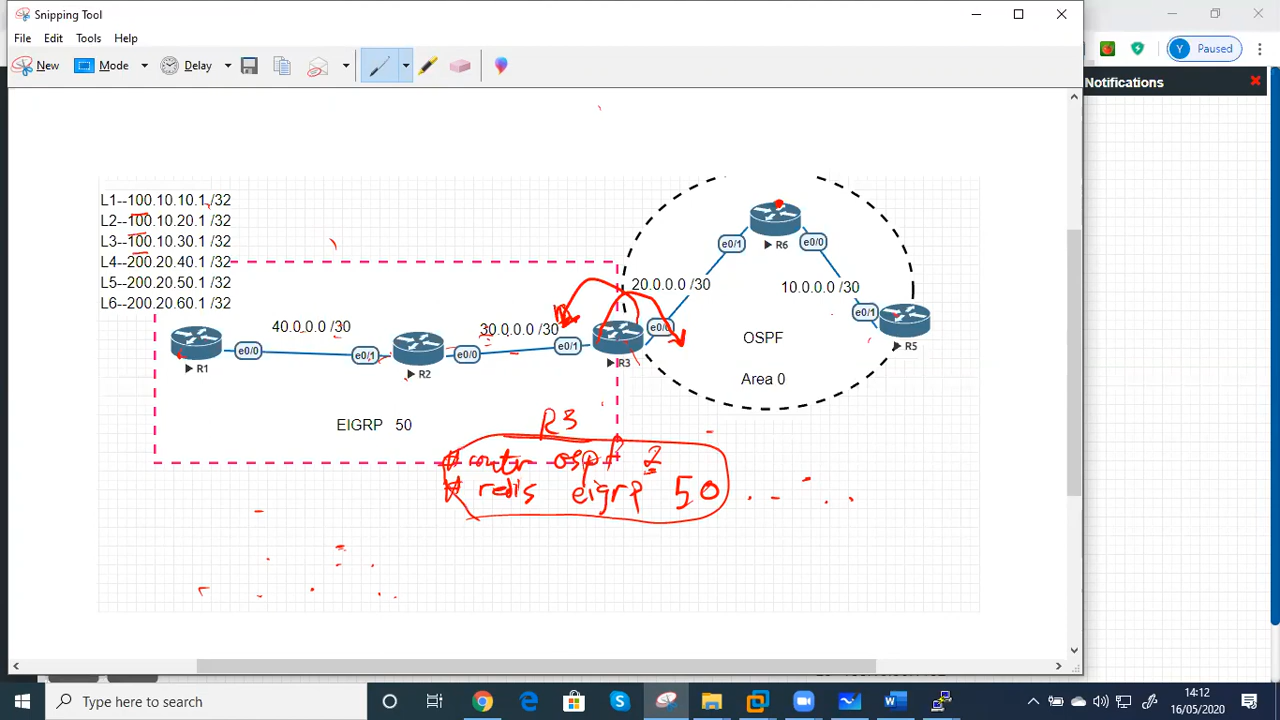 Snipping Tool
File Edit Tools Help
New Mode Delay
Y Paused
Notifications
L1--100.10.10.1 /32
L2--100.10.20.1 /32
L3--100.10.30.1 /32
L4--200.20.40.1 /32
L5--200.20.50.1 /32
L6--200.20.60.1 /32
R6
e0/1
e0/0
20.0.0.0 /30
10.0.0.0 /30
40.0.0.0 /30
30.0.0.0 /30
e0/0
e0/1
OSPF
R5
R1
e0/0
e0/1
R2
e0/0
e0/1
R3
Area 0
EIGRP 50
R3
# router ospf 2
# redis eigrp 50
Type here to search
14:12
16/05/2020